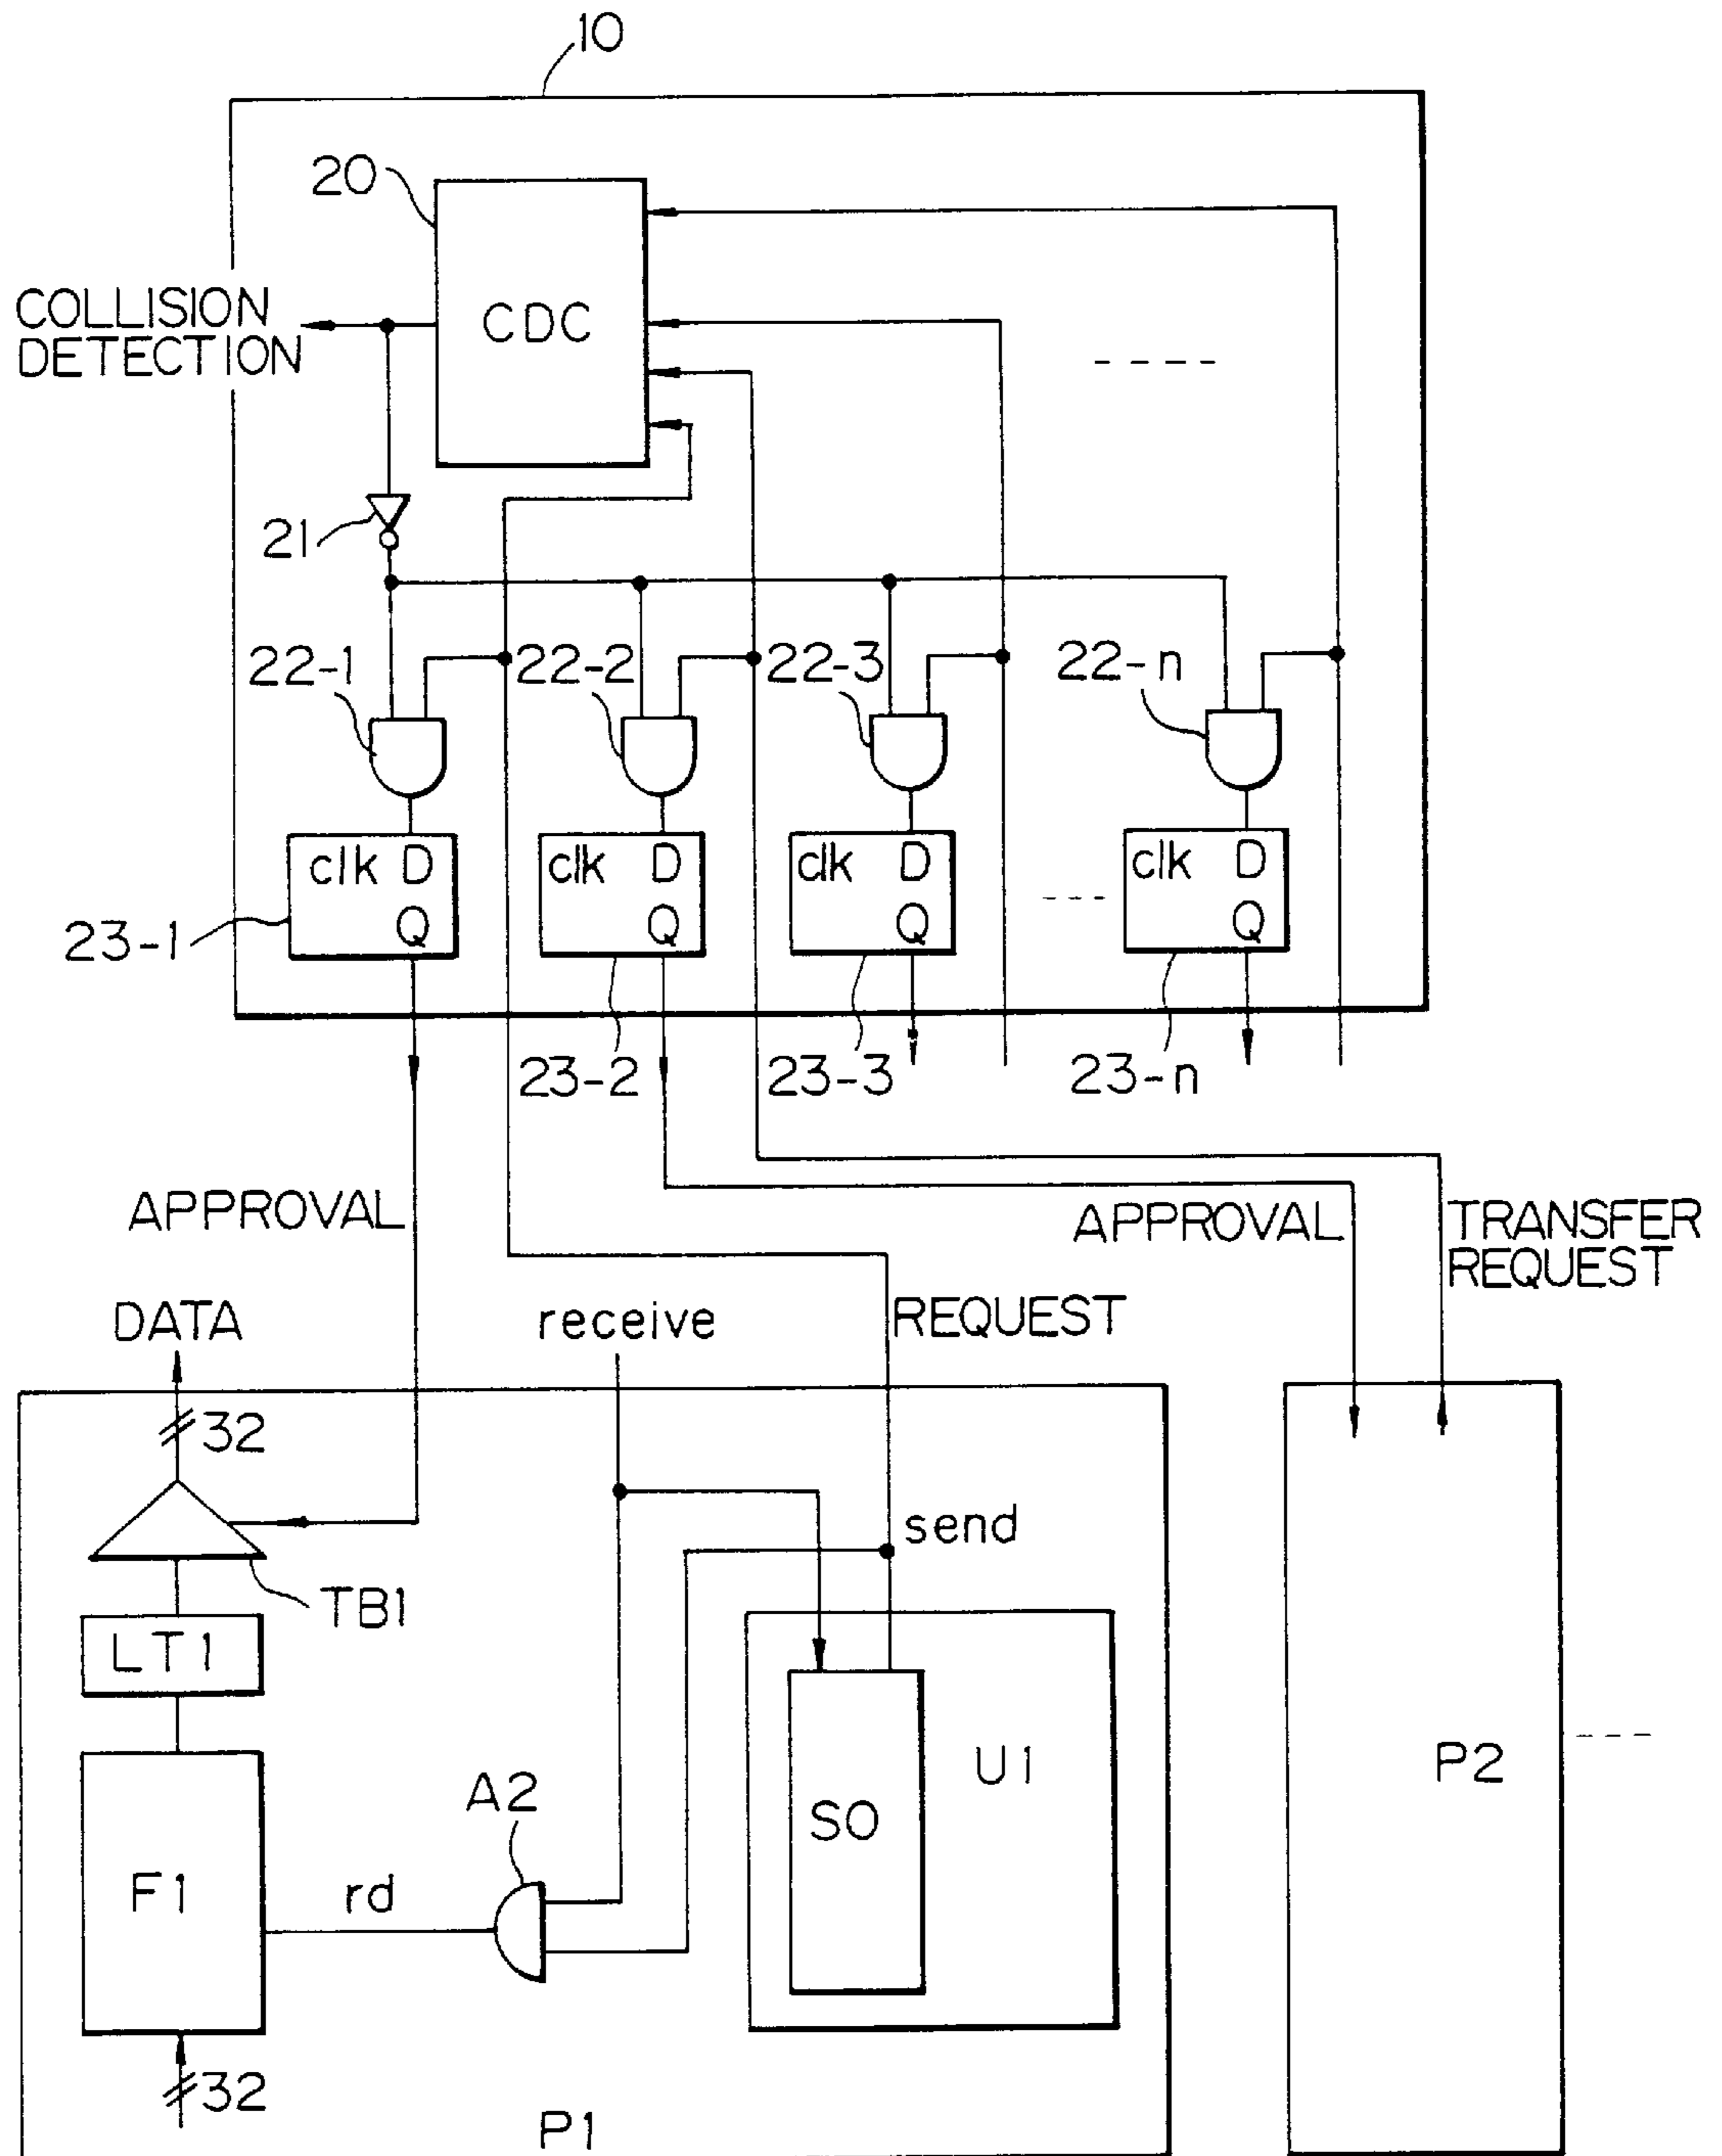 10
20
COLLISION
DETECTION
CDC
- - - -
21
22-1
22-2
22-3
22-n
clk D
Q
clk D
Q
clk D
Q
clk D
Q
- - -
23-1
23-2
23-3
23-n
APPROVAL
APPROVAL
TRANSFER
REQUEST
DATA
receive
REQUEST
32
send
TB1
LT1
U1
P2
- - -
A2
SO
F1
rd
32
P1